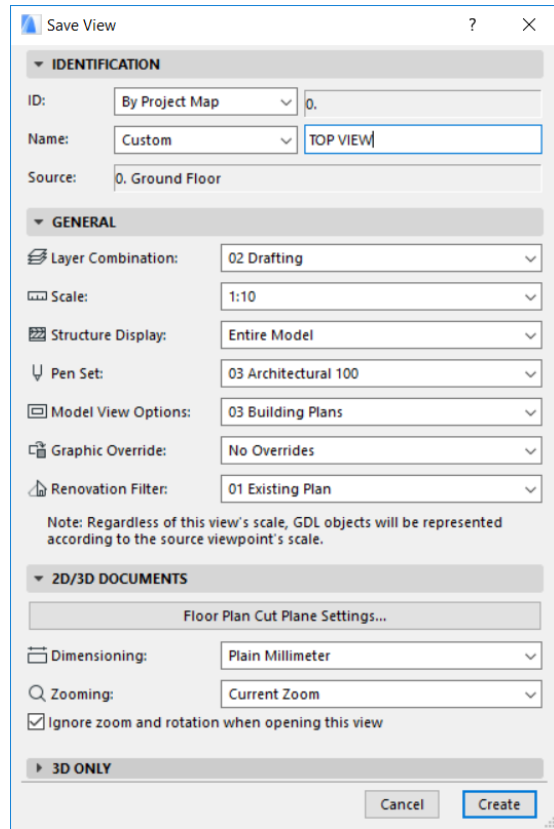 Save View
?
IDENTIFICATION
ID: By Project Map 0.
Name: Custom TOP VIEW
Source: 0. Ground Floor
GENERAL
Layer Combination: 02 Drafting
Scale: 1:10
Structure Display: Entire Model
Pen Set: 03 Architectural 100
Model View Options: 03 Building Plans
Graphic Override: No Overrides
Renovation Filter: 01 Existing Plan
Note: Regardless of this view's scale, GDL objects will be represented
according to the source viewpoint's scale.
2D/3D DOCUMENTS
Floor Plan Cut Plane Settings...
Dimensioning: Plain Millimeter
Zooming: Current Zoom
Ignore zoom and rotation when opening this view
3D ONLY
Cancel Create